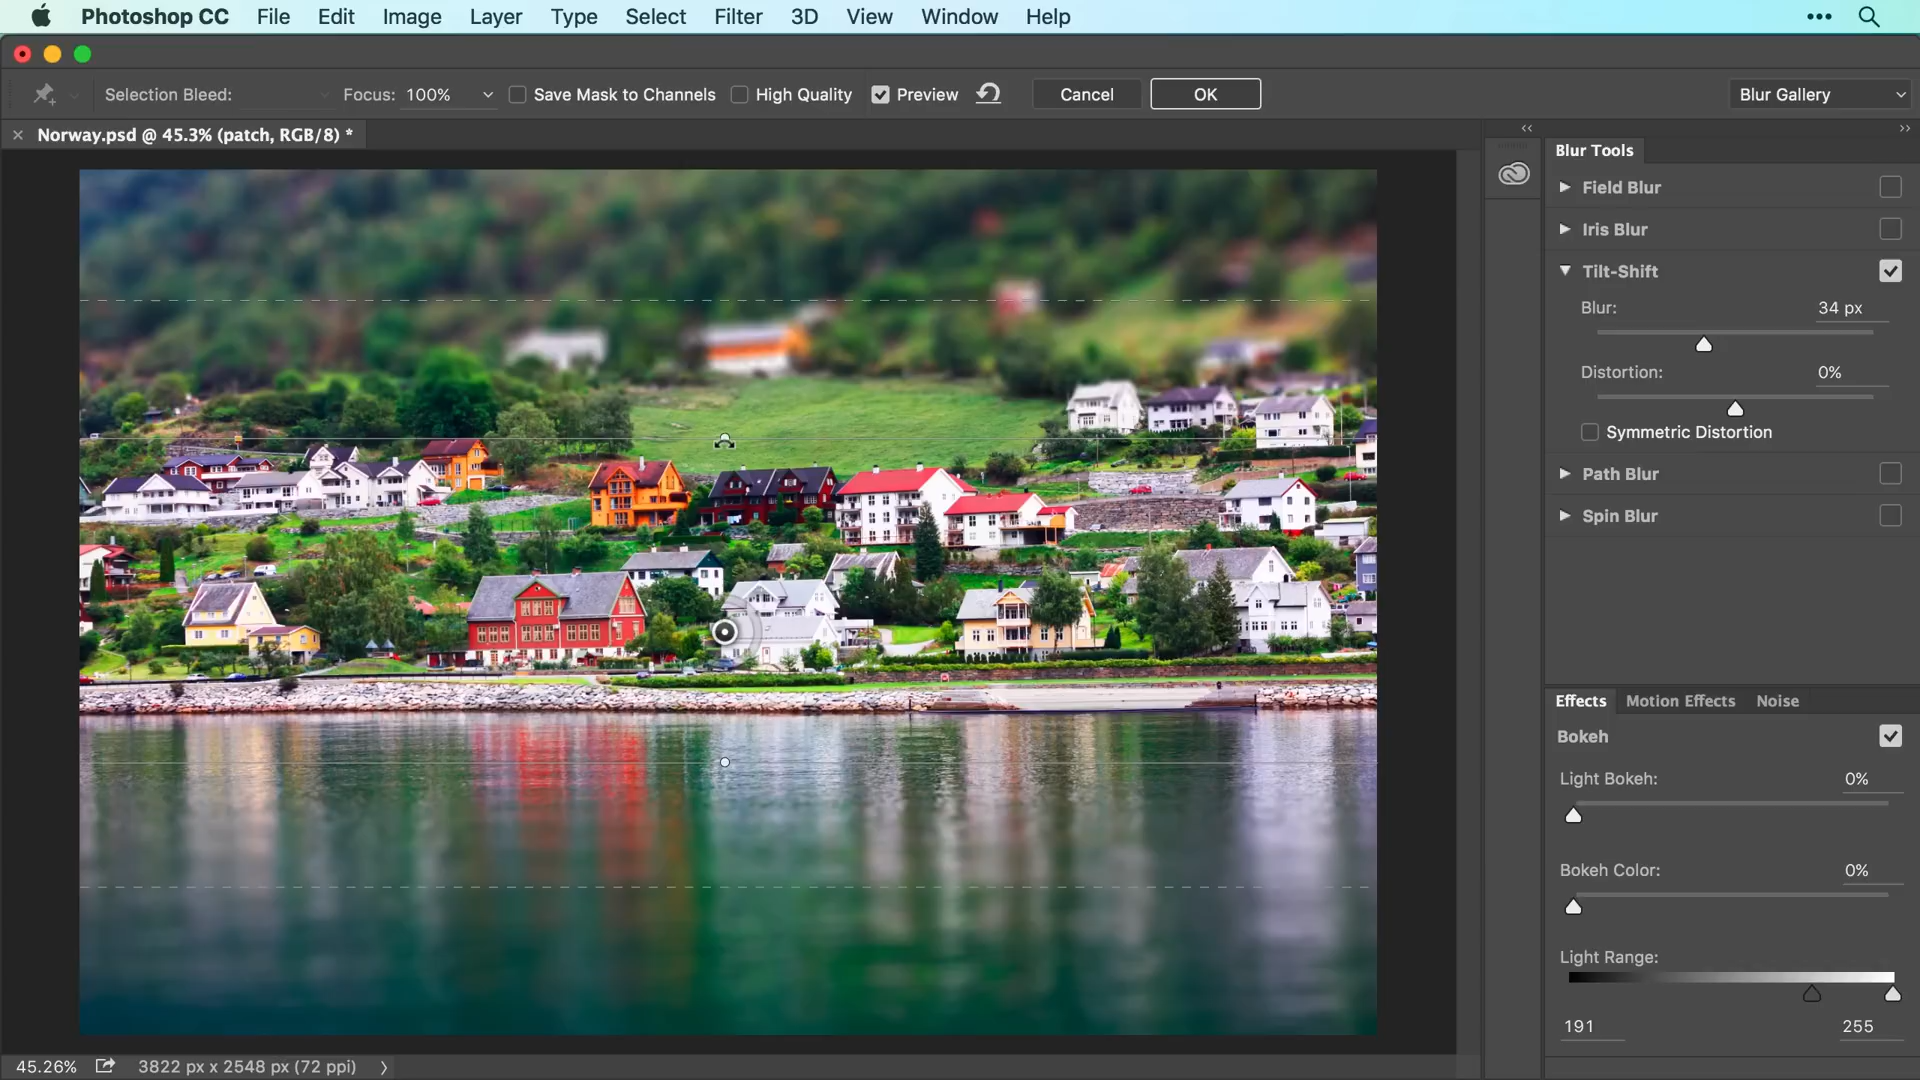 Photoshop CC File Edit Image Layer Type Select Filter 3D View Window Help
Selection Bleed: Focus: 100% Save Mask to Channels High Quality Preview Cancel OK Blur Gallery
Norway.psd @ 45.3% (patch, RGB/8) *
Blur Tools
Field Blur
Iris Blur
Tilt-Shift
Blur: 34 px
Distortion: 0%
Symmetric Distortion
Path Blur
Spin Blur
Effects Motion Effects Noise
Bokeh
Light Bokeh: 0%
Bokeh Color: 0%
Light Range:
191 255
45.26% 3822 px x 2548 px (72 ppi)